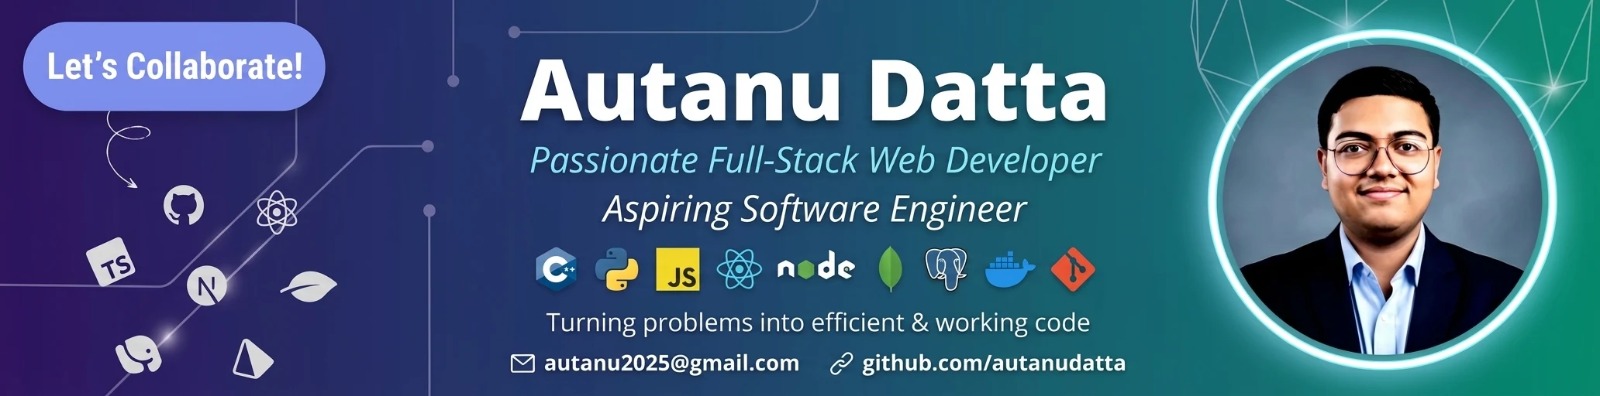 Let's Collaborate!
Autanu Datta
Passionate Full-Stack Web Developer
Aspiring Software Engineer
TS
N
C++
JS
node
Turning problems into efficient & working code
autanu2025@gmail.com
github.com/autanudatta